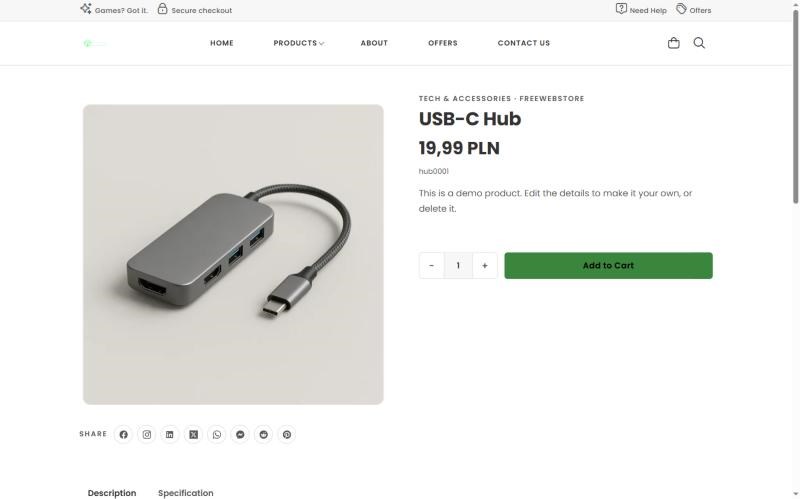 Games? Got it.
Secure checkout
Need Help
Offers
HOME
PRODUCTS
ABOUT
OFFERS
CONTACT US
TECH & ACCESSORIES · FREEWEBSTORE
USB-C Hub
19,99 PLN
hub0001
This is a demo product. Edit the details to make it your own, or
delete it.
- 1 +
Add to Cart
SHARE
Description
Specification